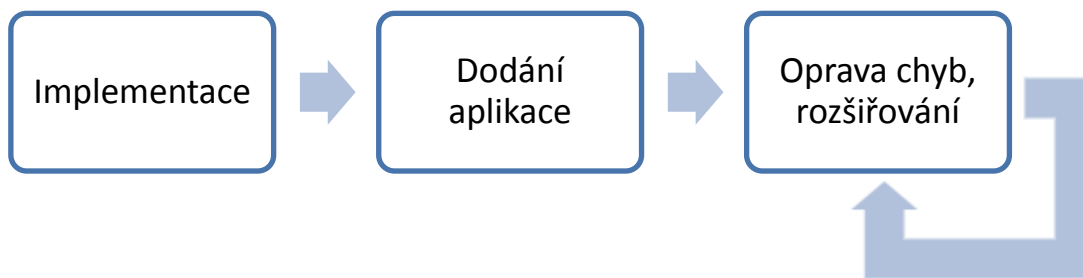 Implementace
Dodání
aplikace
Oprava chyb,
rozšiřování